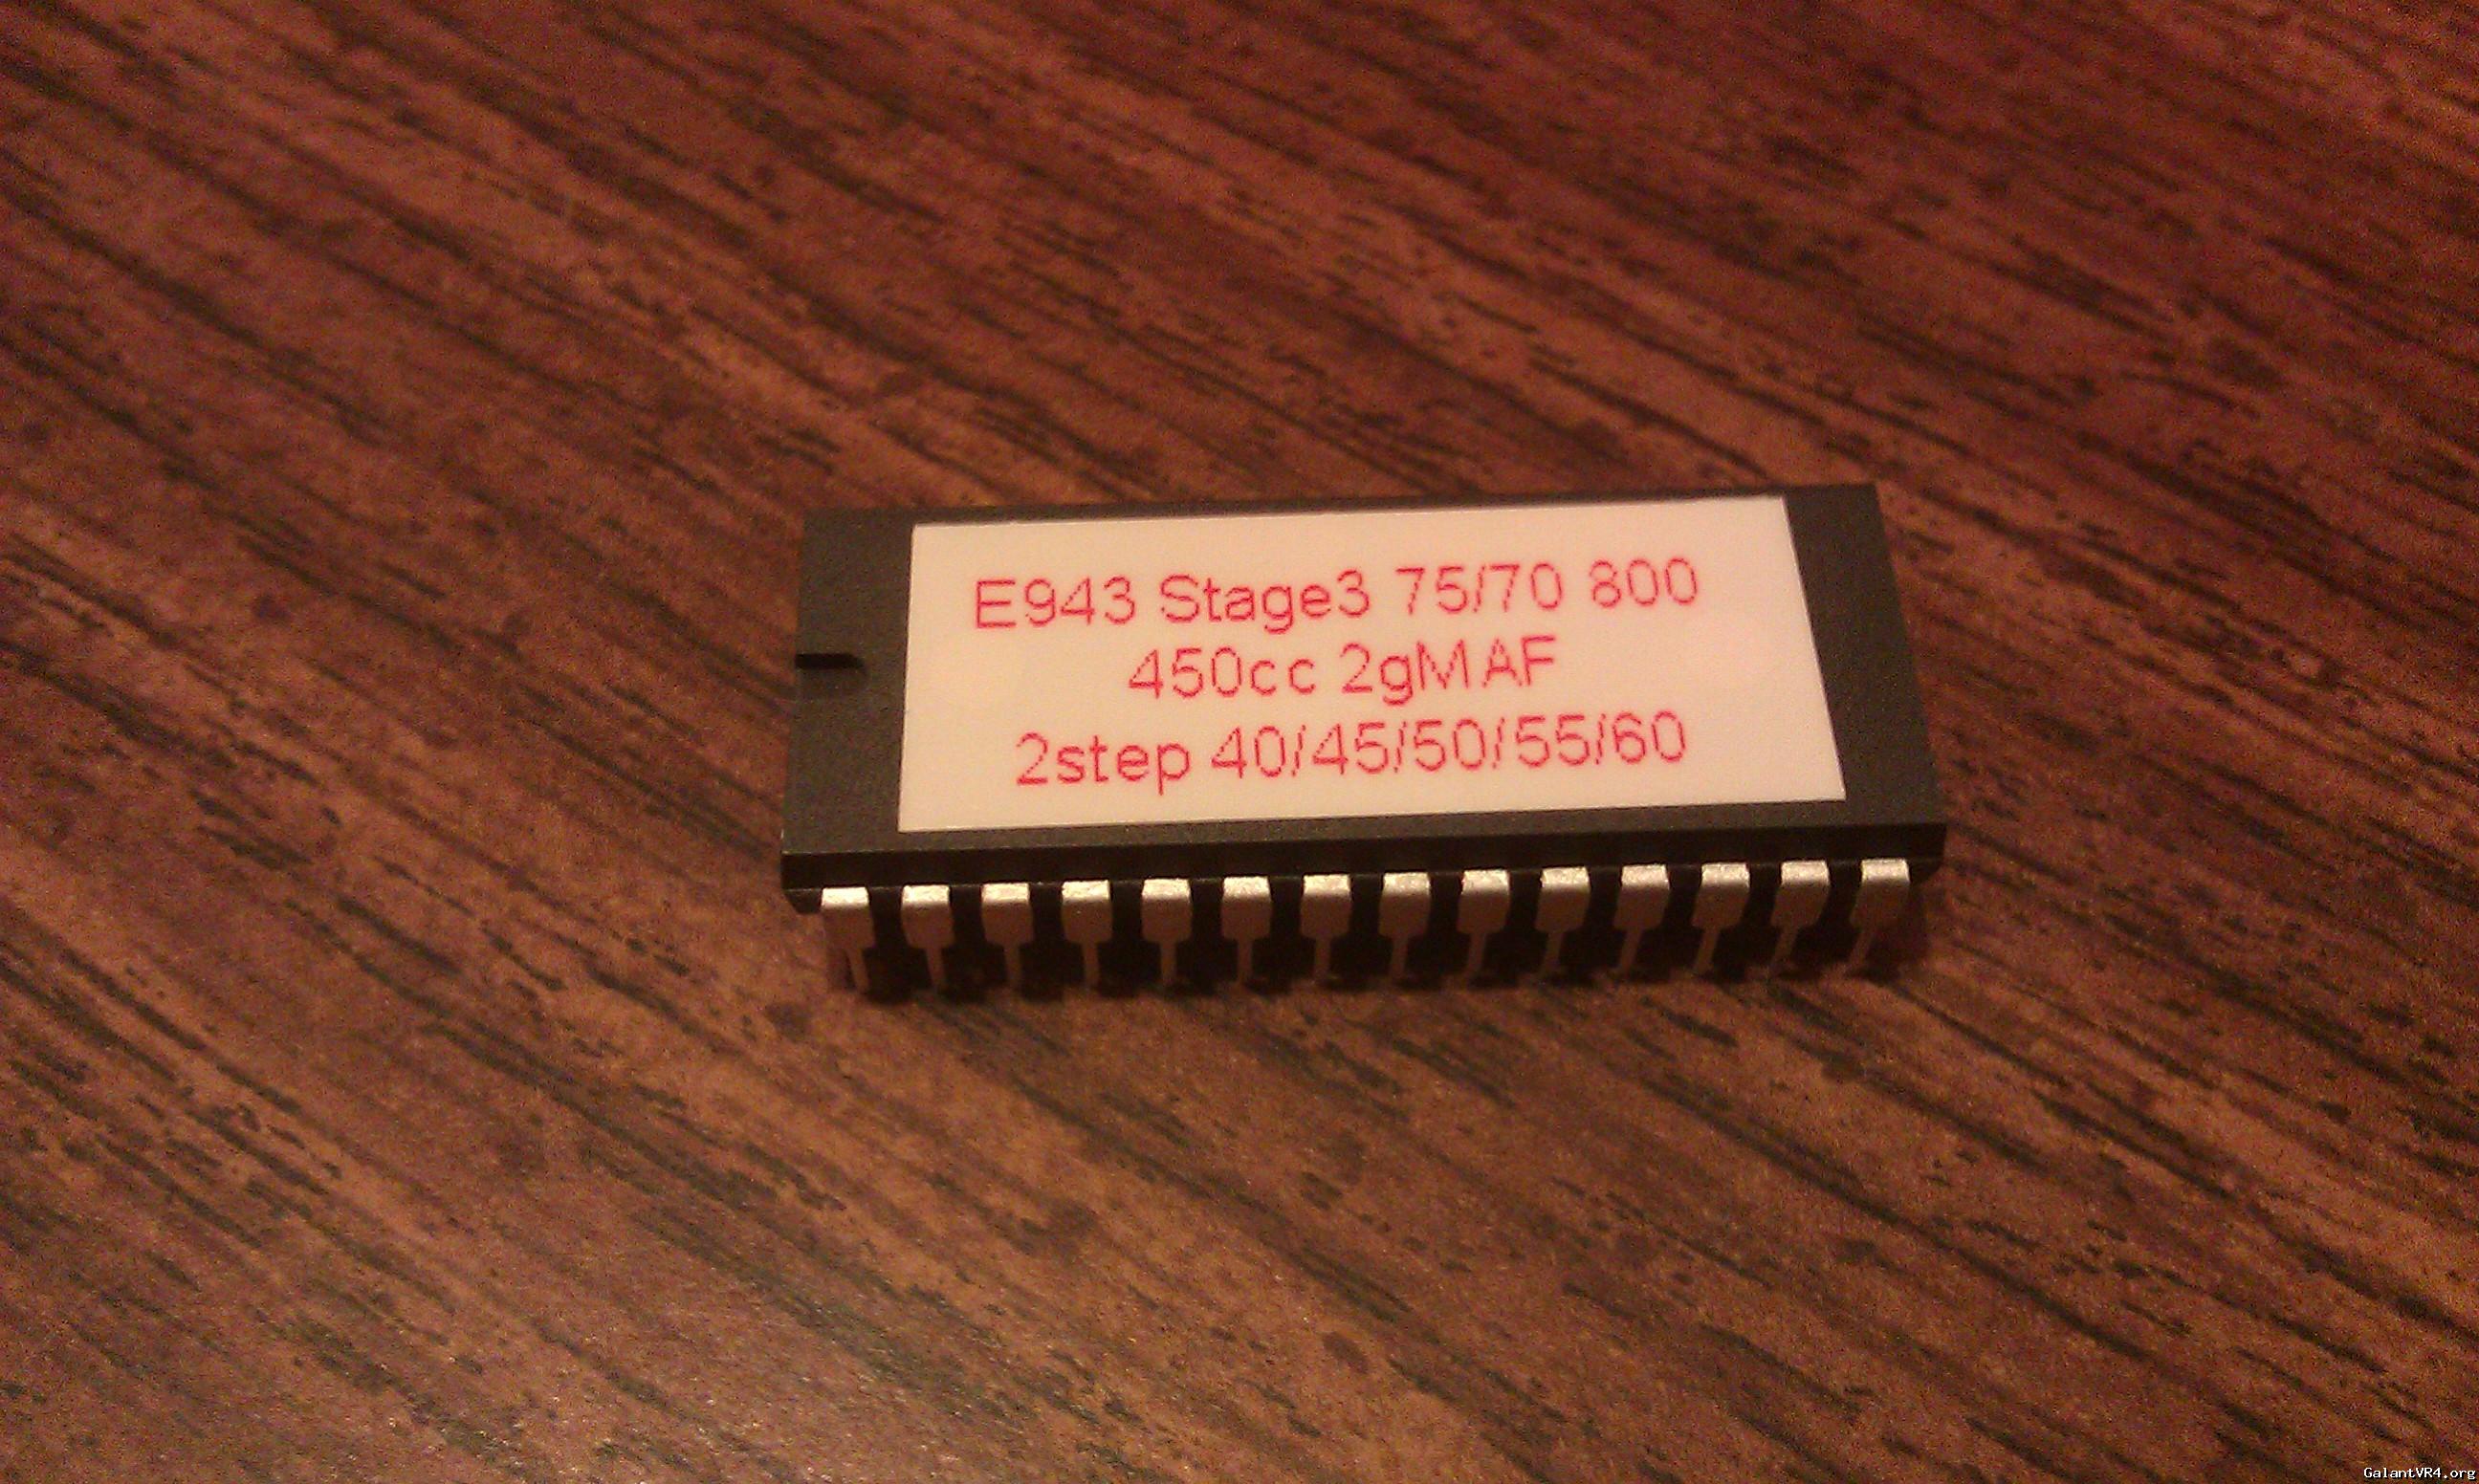 E943 Stage3 75/70 800
450cc 2gMAF
2step 40/45/50/55/60
GalantVR4.org